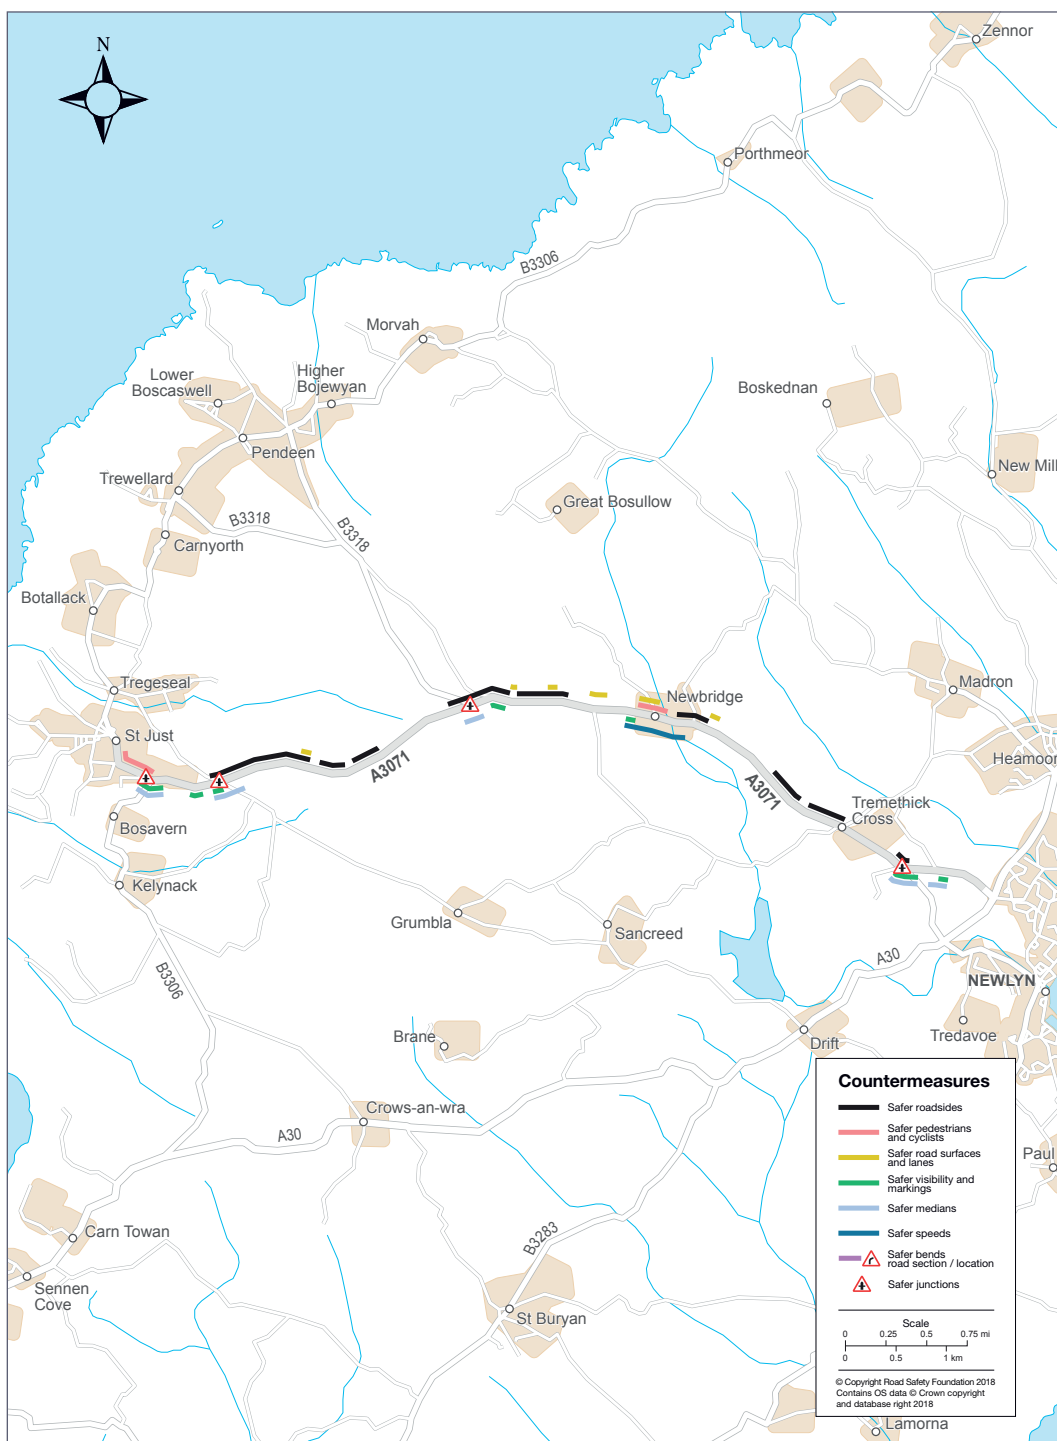 N
Zennor
Porthmeor
B3306
Morvah
Higher
Bojewyan
Lower
Boscaswell
Boskednan
Pendeen
New Mill
Trewellard
Great Bosullow
B3318
B3318
Carnyorth
Botallack
Tregeseal
Madron
Newbridge
St Just
Heamoor
A3071
A3071
Tremethick
Cross
Bosavern
Kelynack
Grumbla
Sancreed
A30
B3306
NEWLYN
Brane
Drift
Tredavoe
Crows-an-wra
A30
Paul
Carn Towan
B3283
Sennen
Cove
St Buryan
Lamorna
Countermeasures
Safer roadsides
Safer pedestrians
and cyclists
Safer road surfaces
and lanes
Safer visibility and
markings
Safer medians
Safer speeds
Safer bends
road section / location
Safer junctions
Scale
0 0.25 0.5 0.75 mi
0 0.5 1 km
© Copyright Road Safety Foundation 2018
Contains OS data © Crown copyright
and database right 2018